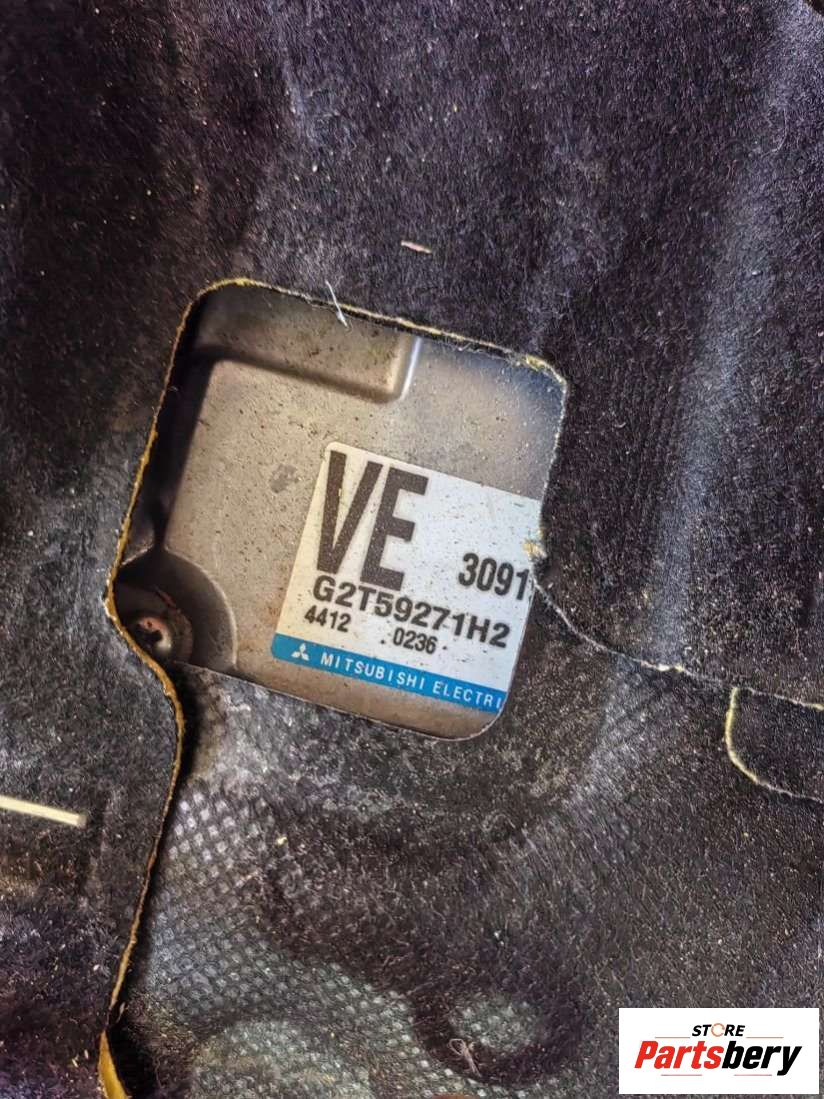 VE
3091
G2T59271H2
4412 .0236.
MITSUBISHI ELECTRI
STORE
Partsbery